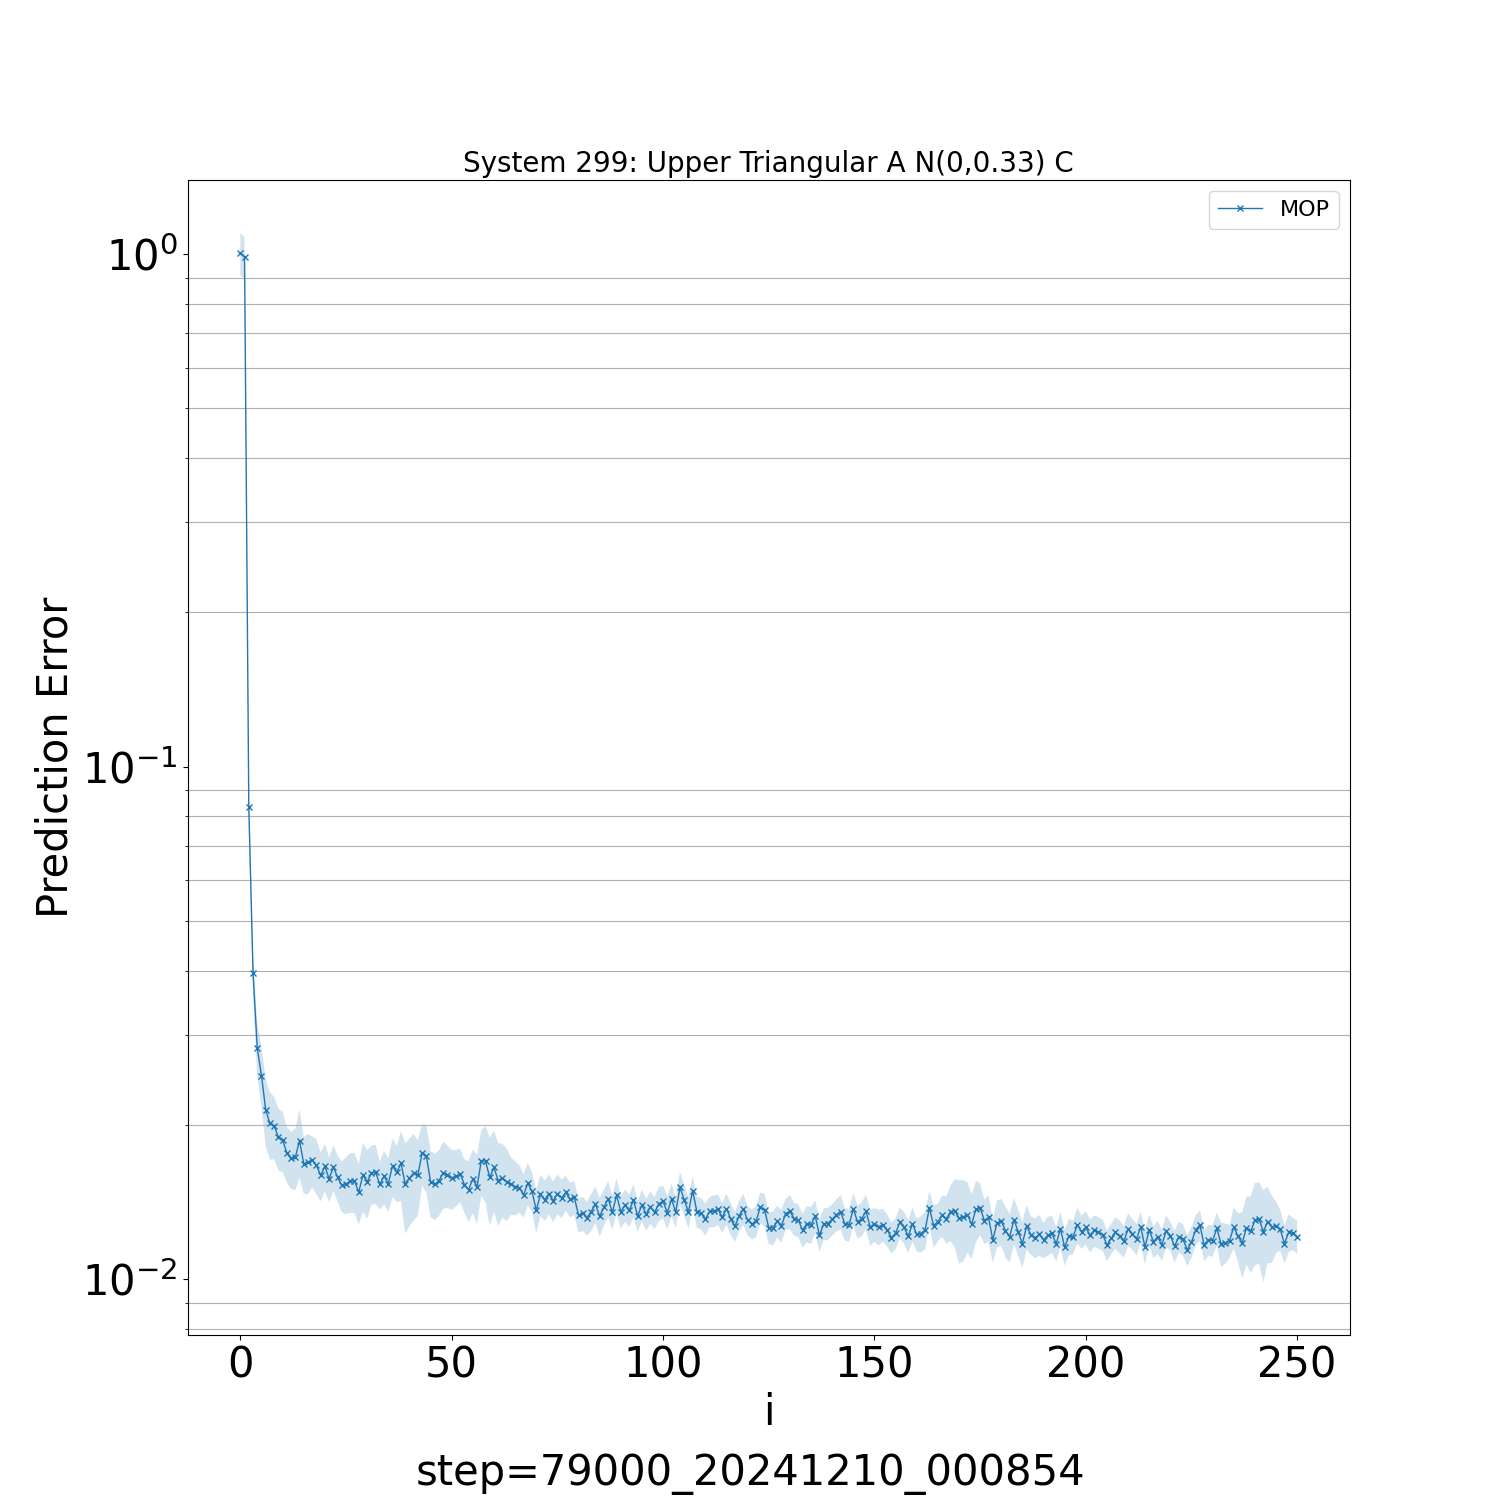 System 299: Upper Triangular A N(0,0.33) C
MOP
Prediction Error
10⁰
10⁻¹
10⁻²
0 50 100 150 200 250
i
step=79000_20241210_000854